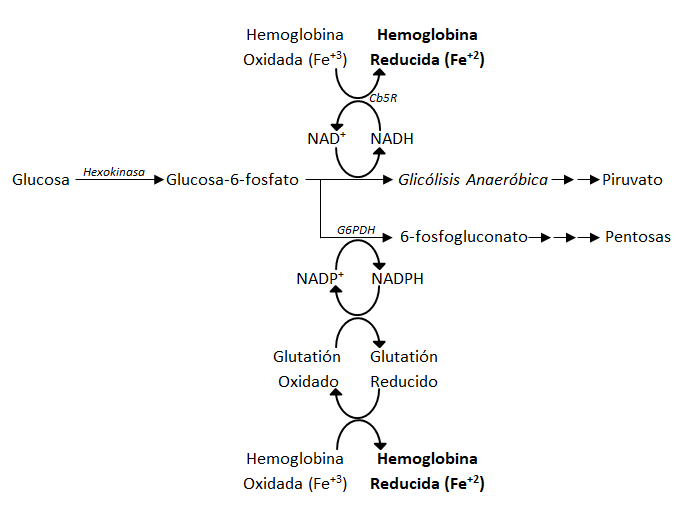 Hemoglobina Hemoglobina
Oxidada (Fe⁺³) Reducida (Fe⁺²)
Cb5R
NAD⁺ NADH
Glucosa Hexokinasa Glucosa-6-fosfato Glicólisis Anaeróbica Piruvato
G6PDH 6-fosfogluconato Pentosas
NADP⁺ NADPH
Glutatión Glutatión
Oxidado Reducido
Hemoglobina Hemoglobina
Oxidada (Fe⁺³) Reducida (Fe⁺²)